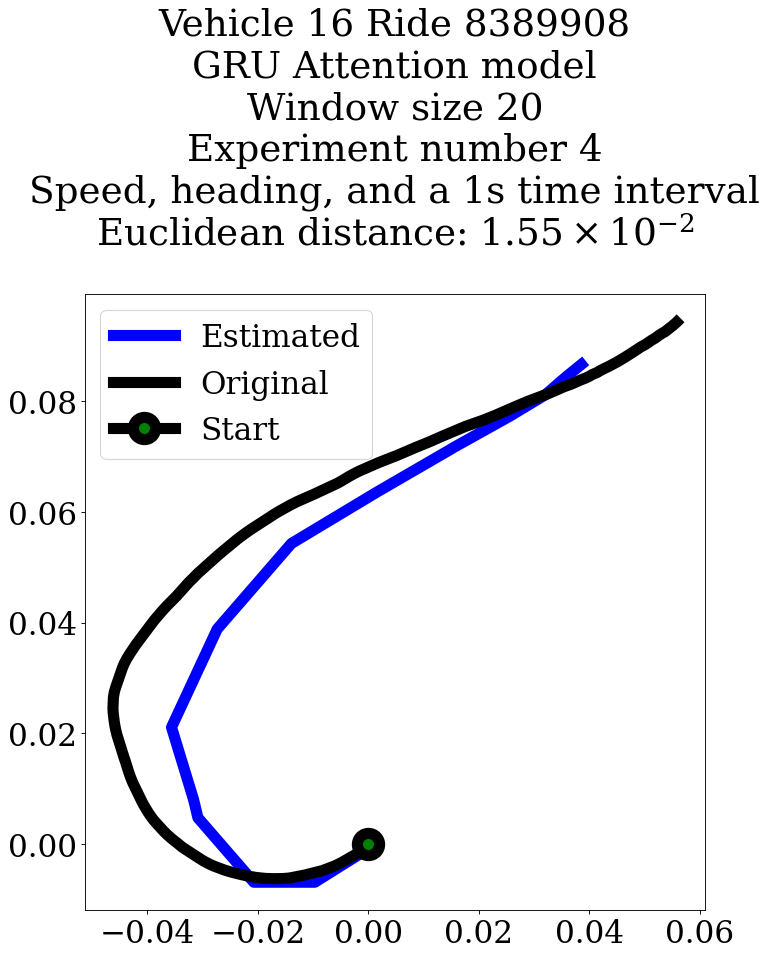 Vehicle 16 Ride 8389908
GRU Attention model
Window size 20
Experiment number 4
Speed, heading, and a 1s time interval
Euclidean distance: 1.55 × 10⁻²
Estimated
Original
Start
0.08
0.06
0.04
0.02
0.00
−0.04 −0.02 0.00 0.02 0.04 0.06